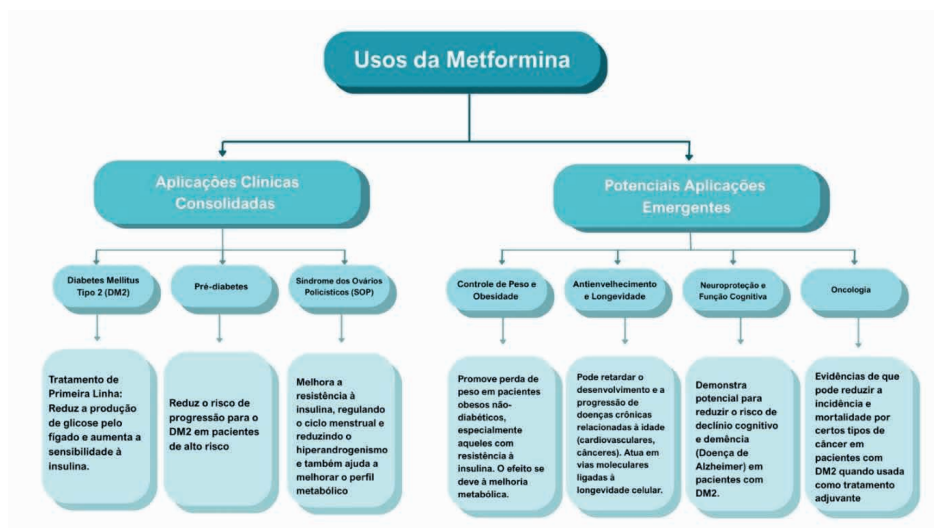 Usos da Metformina
Aplicações Clínicas
Consolidadas
Potenciais Aplicações
Emergentes
Diabetes Mellitus
Tipo 2 (DM2)
Pré-diabetes
Síndrome dos Ovários
Policísticos (SOP)
Controle de Peso e
Obesidade
Antienvelhecimento
e Longevidade
Neuroproteção e
Função Cognitiva
Oncologia
Tratamento de
Primeira Linha:
Reduz a produção
de glicose pelo
fígado e aumenta a
sensibilidade à
insulina.
Reduz o risco de
progressão para o
DM2 em pacientes
de alto risco
Melhora a
resistência à
insulina, regulando
o ciclo menstrual e
reduzindo o
hiperandrogenismo
e também ajuda a
melhorar o perfil
metabólico
Promove perda de
peso em pacientes
obesos não-
diabéticos,
especialmente
aqueles com
resistência à
insulina. O efeito se
deve à melhoria
metabólica.
Pode retardar o
desenvolvimento e a
progressão de
doenças crônicas
relacionadas à idade
(cardiovasculares,
cânceres). Atua em
vias moleculares
ligadas à
longevidade celular.
Demonstra
potencial para
reduzir o risco de
declínio cognitivo
e demência
(Doença de
Alzheimer) em
pacientes com
DM2.
Evidências de que
pode reduzir a
incidência e
mortalidade por
certos tipos de
câncer em
pacientes com
DM2 quando usada
como tratamento
adjuvante